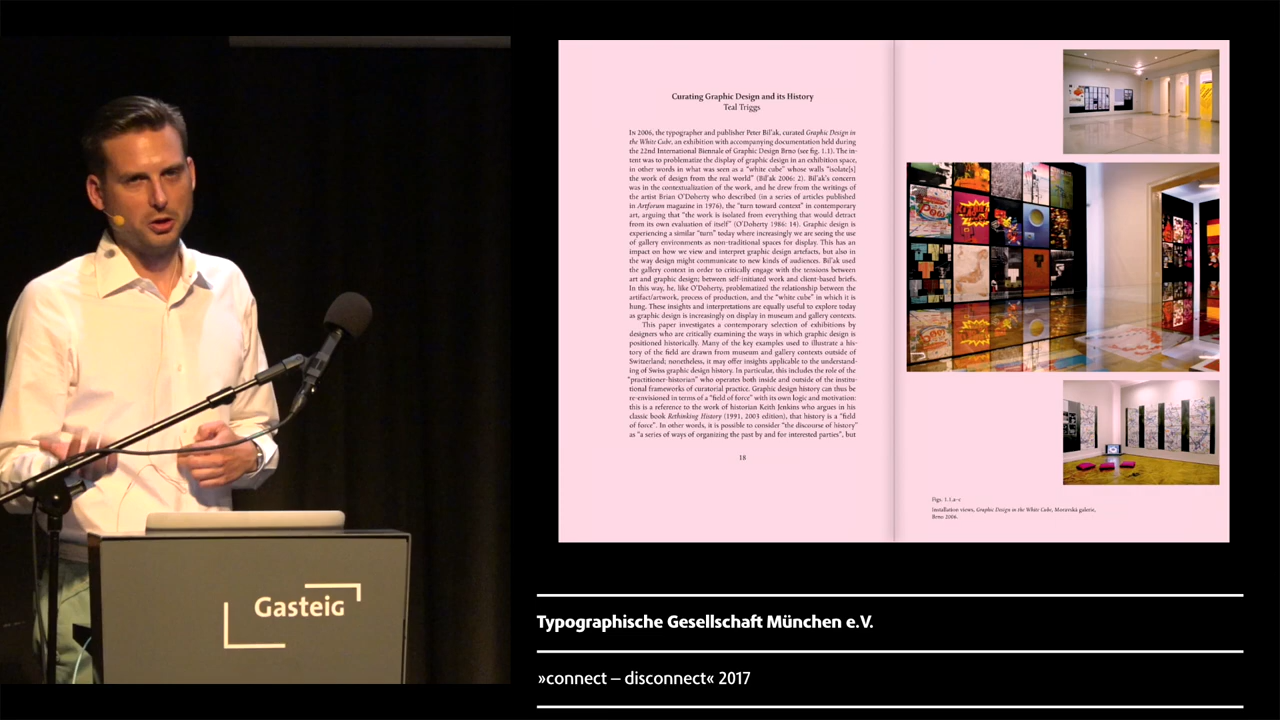 Curating Graphic Design and its History
Teal Triggs
In 2006, the typographer and publisher Peter Bil'ak, curated Graphic Design in
the White Cube, an exhibition with accompanying documentation held during
the 22nd International Biennale of Graphic Design Brno (see fig. 1.1). The in-
tent was to problematize the display of graphic design in an exhibition space,
in other words in what was seen as a “white cube” whose walls “isolate[s]
the work of design from the real world” (Bil'ak 2006: 2). Bil'ak's concern
was in the contextualization of the work, and he drew from the writings of
the artist Brian O'Doherty who described (in a series of articles published
in Artforum magazine in 1976), the “turn toward context” in contemporary
art, arguing that “the work is isolated from everything that would detract
from its own evaluation of itself” (O'Doherty 1986: 14). Graphic design is
experiencing a similar “turn” today where increasingly we are seeing the use
of gallery environments as non-traditional spaces for display. This has an
impact on how we view and interpret graphic design artefacts, but also in
the way design might communicate to new kinds of audiences. Bil'ak used
the gallery context in order to critically engage with the tensions between
art and graphic design; between self-initiated work and client-based briefs.
In this way, he, like O'Doherty, problematized the relationship between the
artifact/artwork, process of production, and the “white cube” in which it is
hung. These insights and interpretations are equally useful to explore today
as graphic design is increasingly on display in museum and gallery contexts.
This paper investigates a contemporary selection of exhibitions by
designers who are critically examining the ways in which graphic design is
positioned historically. Many of the key examples used to illustrate a his-
tory of the field are drawn from museum and gallery contexts outside of
Switzerland; nonetheless, it may offer insights applicable to the understand-
ing of Swiss graphic design history. In particular, this includes the role of the
“practitioner-historian” who operates both inside and outside of the institu-
tional frameworks of curatorial practice. Graphic design history can thus be
re-envisioned in terms of a “field of force” with its own logic and motivation:
this is a reference to the work of historian Keith Jenkins who argues in his
classic book Rethinking History (1991, 2003 edition), that history is a “field
of force”. In other words, it is possible to consider “the discourse of history”
as “a series of ways of organizing the past by and for interested parties”, but
18
Figs. 1.1.a–c
Installation views, Graphic Design in the White Cube, Moravská galerie,
Brno 2006.
Gasteig
Typographische Gesellschaft München e.V.
»connect – disconnect« 2017